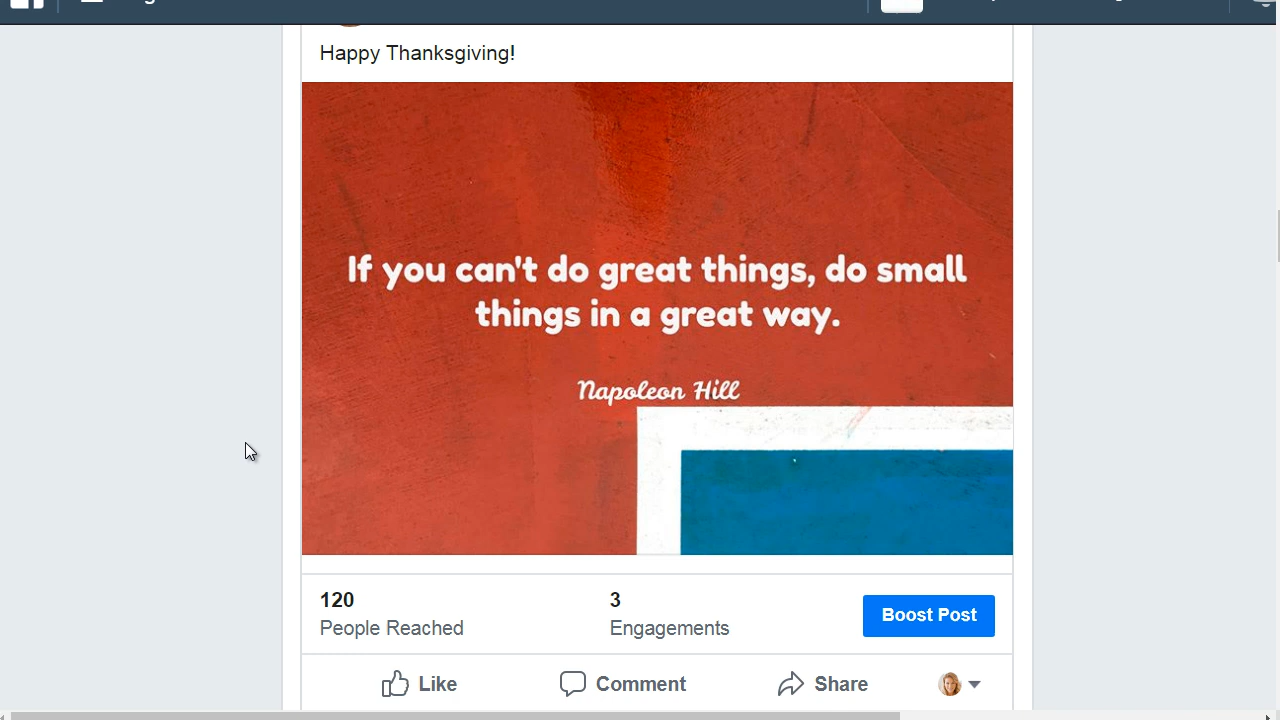 Happy Thanksgiving!
If you can't do great things, do small
things in a great way.
Napoleon Hill
120
People Reached
3
Engagements
Boost Post
Like
Comment
Share